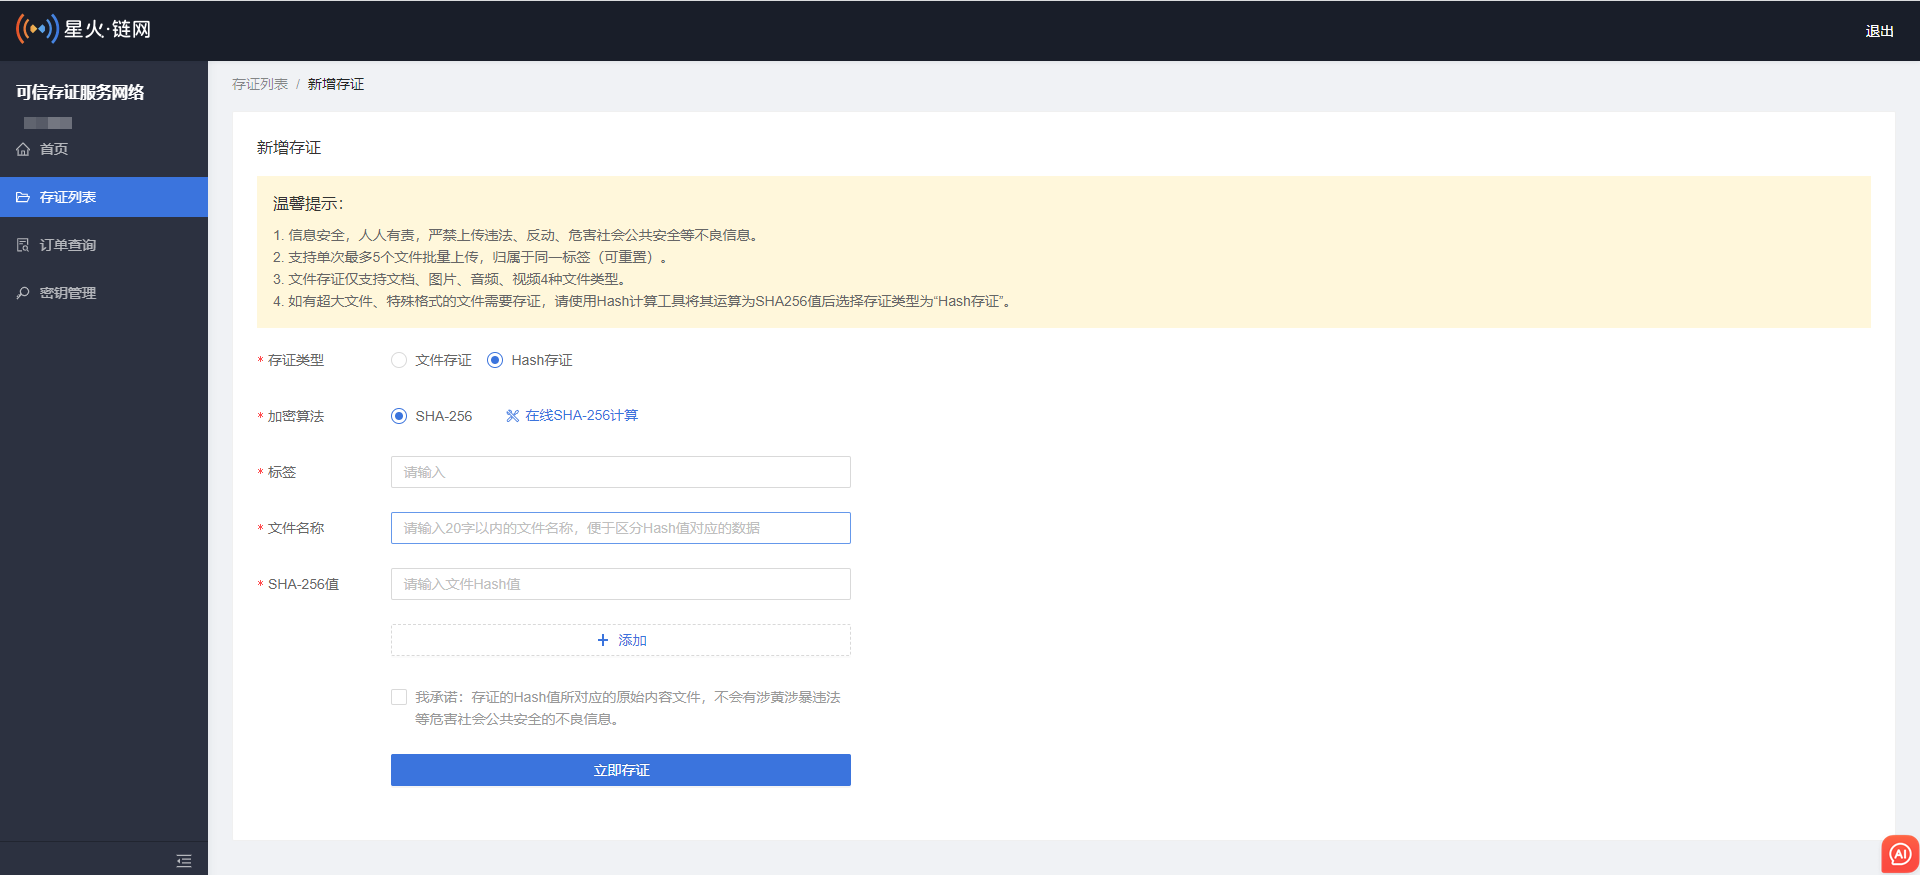 星火·链网
退出
可信存证服务网络
首页
存证列表
订单查询
密钥管理
存证列表 / 新增存证
新增存证
温馨提示：
1. 信息安全，人人有责，严禁上传违法、反动、危害社会公共安全等不良信息。
2. 支持单次最多5个文件批量上传，归属于同一标签（可重置）。
3. 文件存证仅支持文档、图片、音频、视频4种文件类型。
4. 如有超大文件、特殊格式的文件需要存证，请使用Hash计算工具将其运算为SHA256值后选择存证类型为“Hash存证”。
* 存证类型 文件存证 Hash存证
* 加密算法 SHA-256 在线SHA-256计算
* 标签 请输入
* 文件名称 请输入20字以内的文件名称，便于区分Hash值对应的数据
* SHA-256值 请输入文件Hash值
+ 添加
我承诺：存证的Hash值所对应的原始内容文件，不会有涉黄涉暴违法
等危害社会公共安全的不良信息。
立即存证
AI